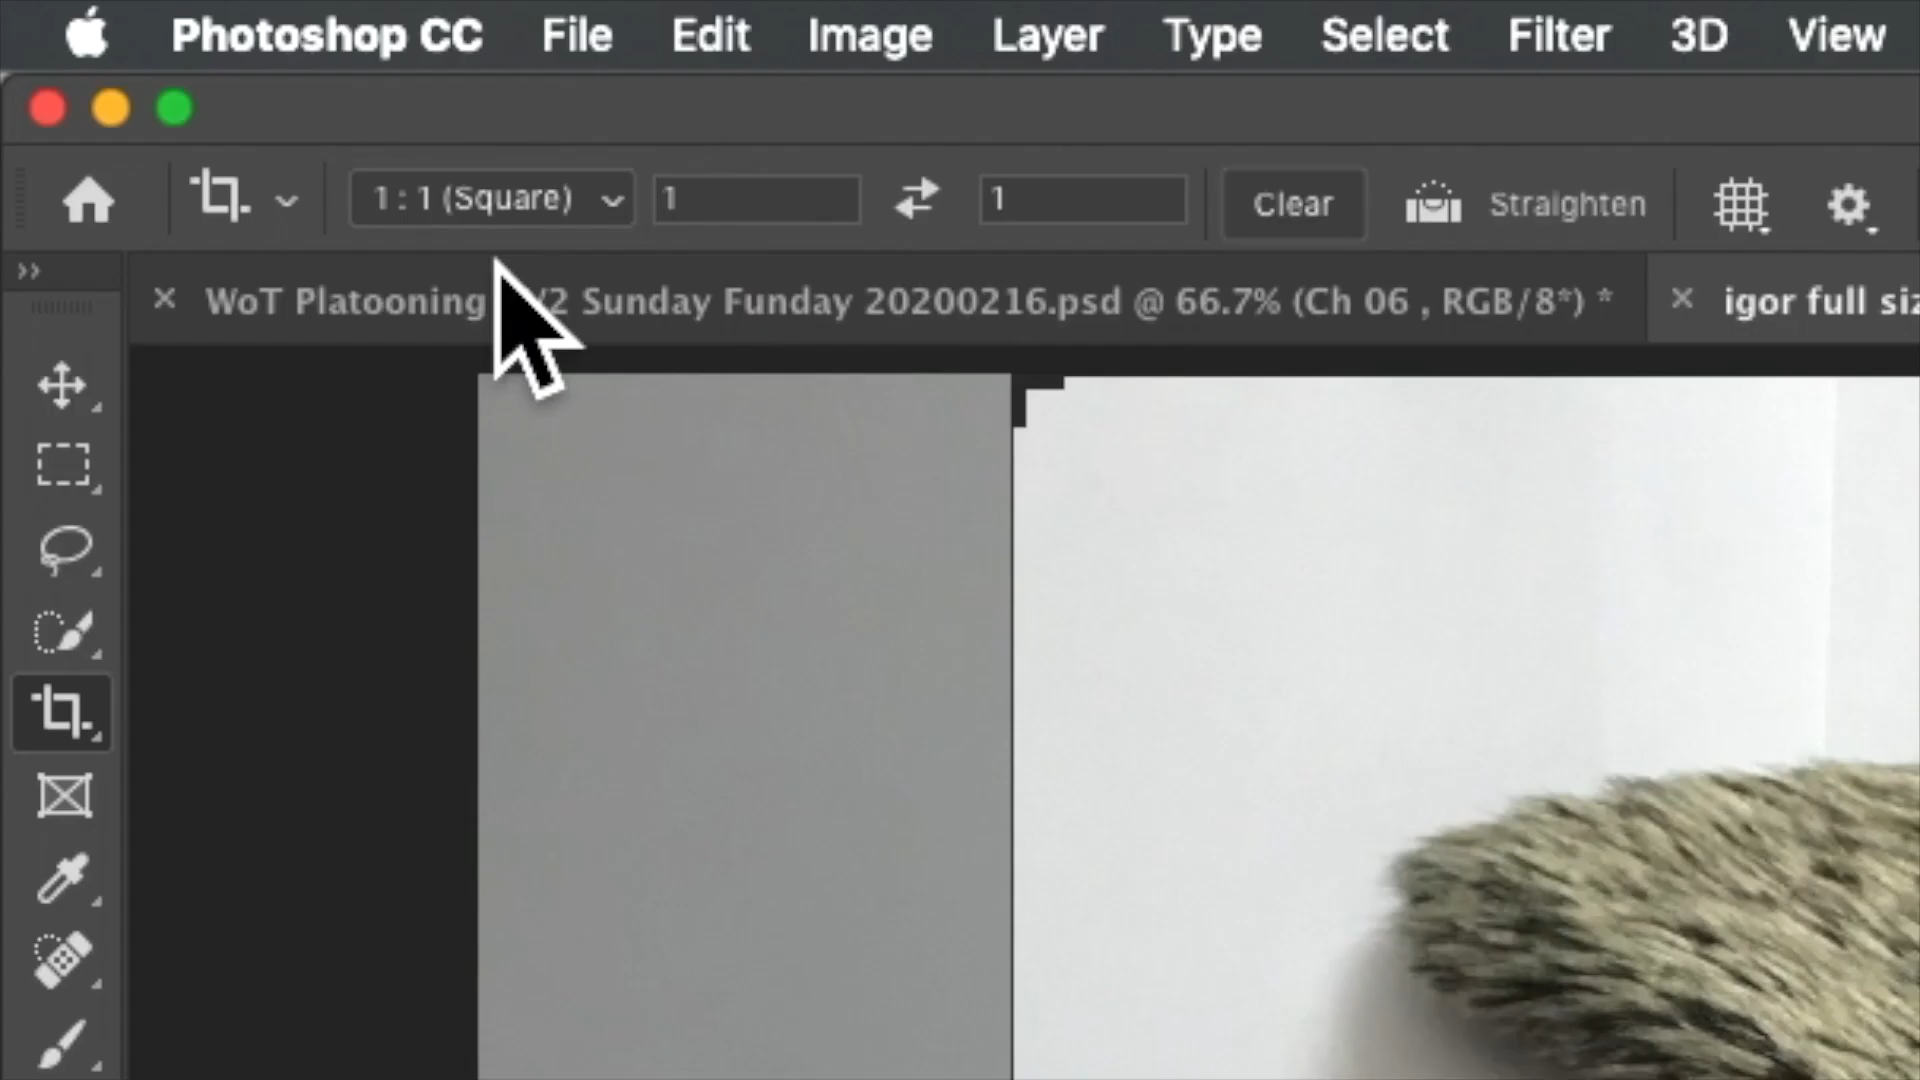 Photoshop CC File Edit Image Layer Type Select Filter 3D View
1 : 1 (Square) 1 1 Clear Straighten
WoT Platooning 2 Sunday Funday 20200216.psd @ 66.7% (Ch 06 , RGB/8*) * igor full